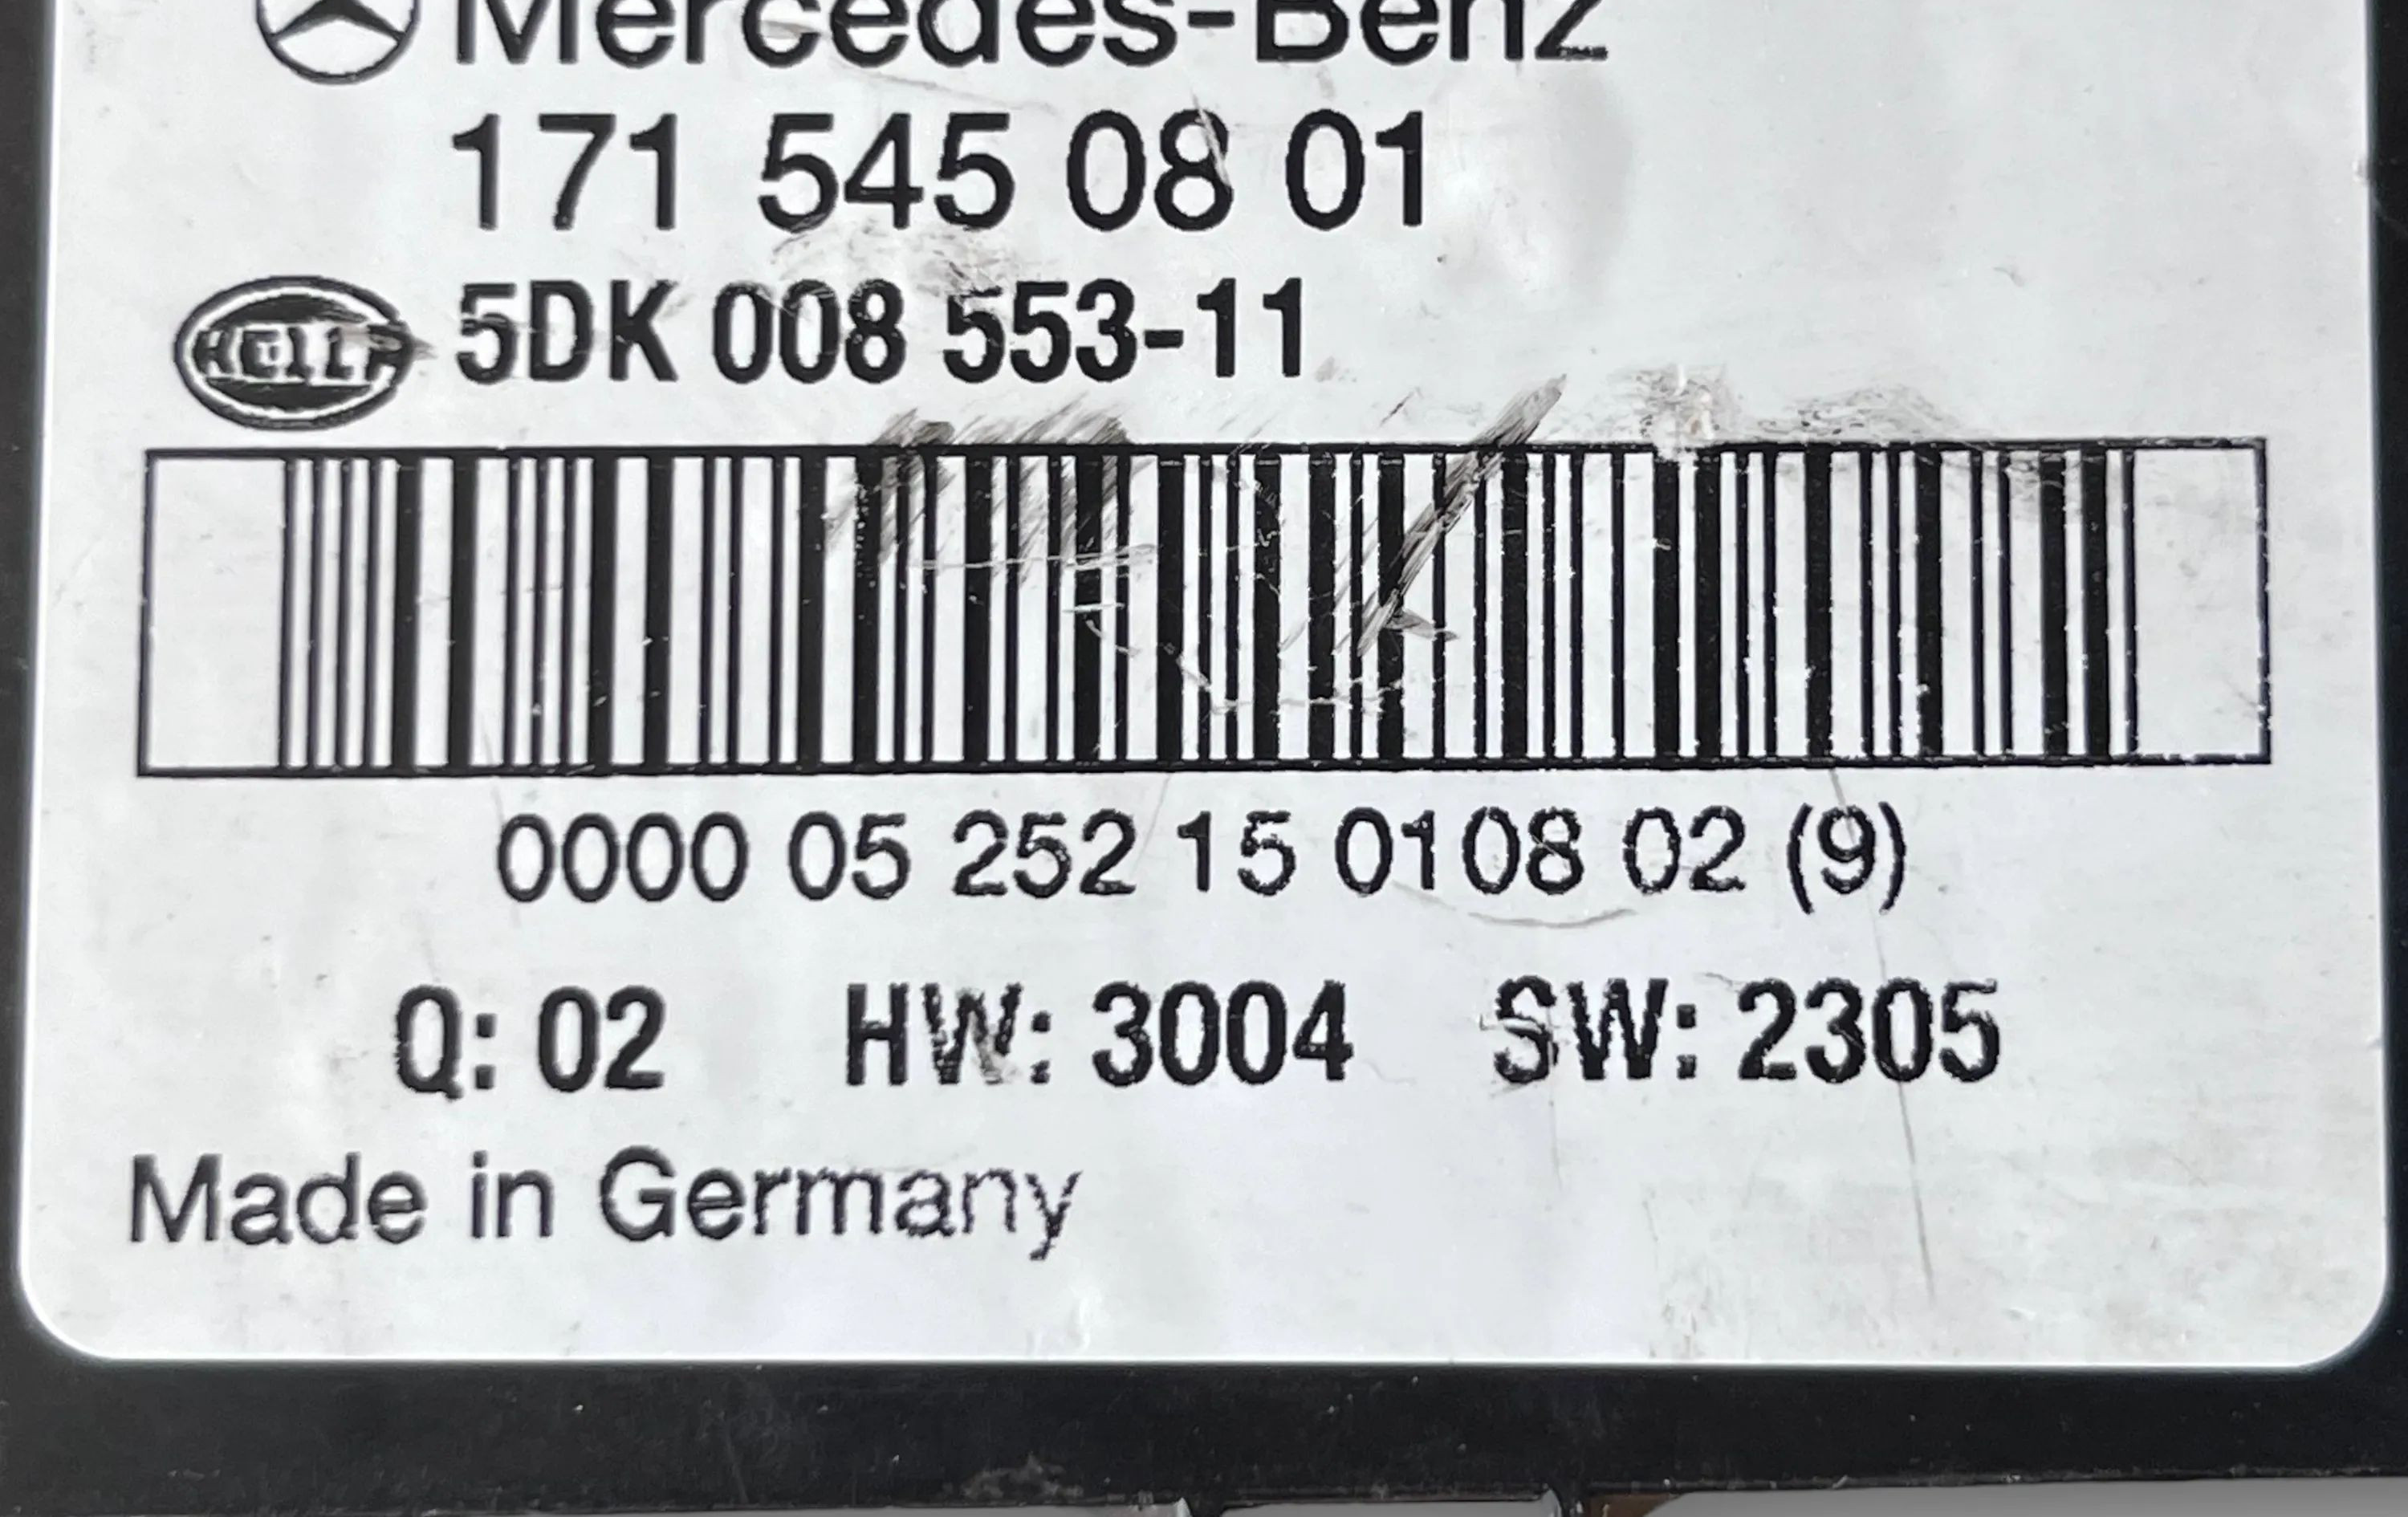 Mercedes-Benz
171 545 08 01
HELLA 5DK 008 553-11
0000 05 252 15 0108 02 (9)
Q: 02 HW: 3004 SW: 2305
Made in Germany